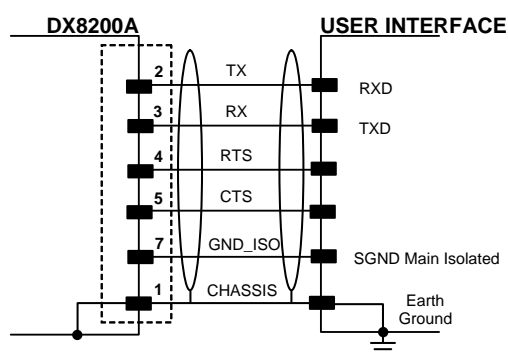 DX8200A USER INTERFACE
2 TX RXD
3 RX TXD
4 RTS
5 CTS
7 GND_ISO SGND Main Isolated
1 CHASSIS Earth
Ground